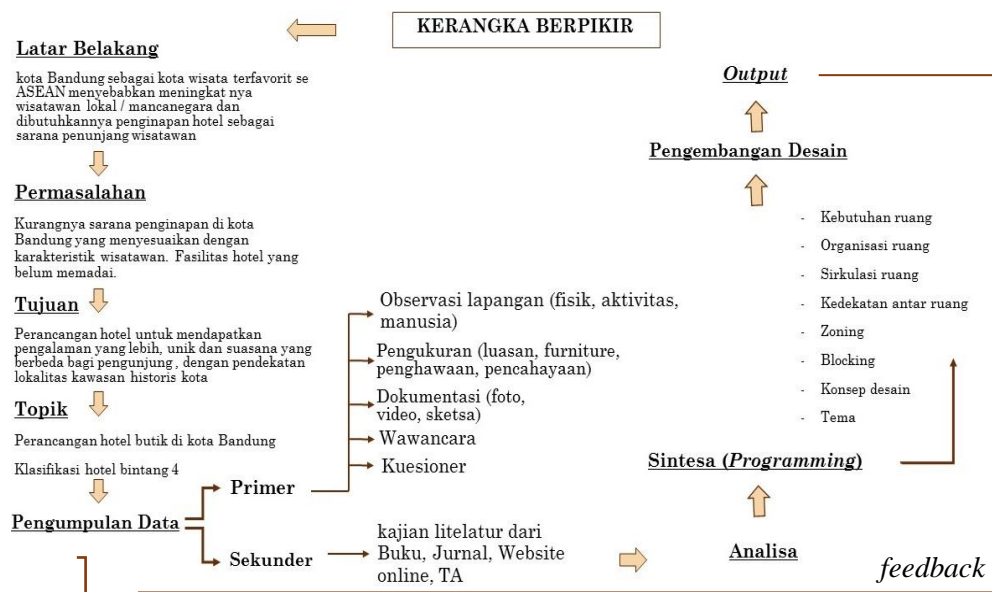 KERANGKA BERPIKIR
Latar Belakang
kota Bandung sebagai kota wisata terfavorit se
ASEAN menyebabkan meningkat nya
wisatawan lokal / mancanegara dan
dibutuhkannya penginapan hotel sebagai
sarana penunjang wisatawan
Permasalahan
Kurangnya sarana penginapan di kota
Bandung yang menyesuaikan dengan
karakteristik wisatawan. Fasilitas hotel yang
belum memadai.
Tujuan
Perancangan hotel untuk mendapatkan
pengalaman yang lebih, unik dan suasana yang
berbeda bagi pengunjung , dengan pendekatan
lokalitas kawasan historis kota
Topik
Perancangan hotel butik di kota Bandung
Klasifikasi hotel bintang 4
Pengumpulan Data
Primer
Observasi lapangan (fisik, aktivitas,
manusia)
Pengukuran (luasan, furniture,
penghawaan, pencahayaan)
Dokumentasi (foto,
video, sketsa)
Wawancara
Kuesioner
Sekunder
kajian litelatur dari
Buku, Jurnal, Website
online, TA
Analisa
Sintesa (Programming)
- Kebutuhan ruang
- Organisasi ruang
- Sirkulasi ruang
- Kedekatan antar ruang
- Zoning
- Blocking
- Konsep desain
- Tema
Pengembangan Desain
Output
feedback